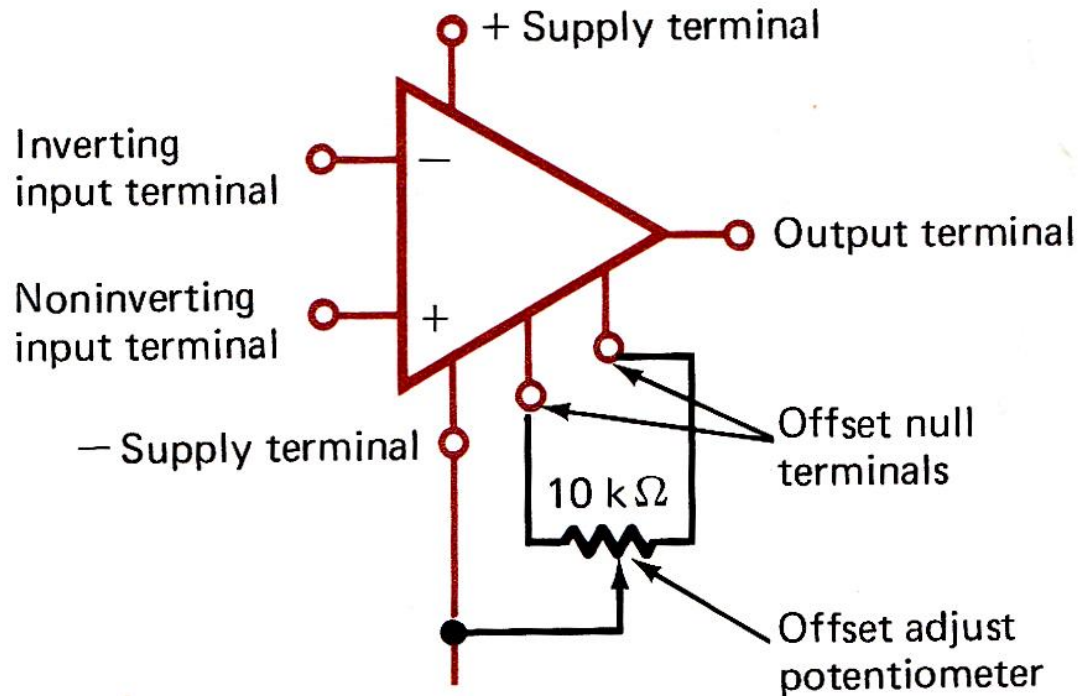 + Supply terminal
Inverting
input terminal
−
Output terminal
Noninverting
input terminal
+
− Supply terminal
Offset null
terminals
10 k Ω
Offset adjust
potentiometer